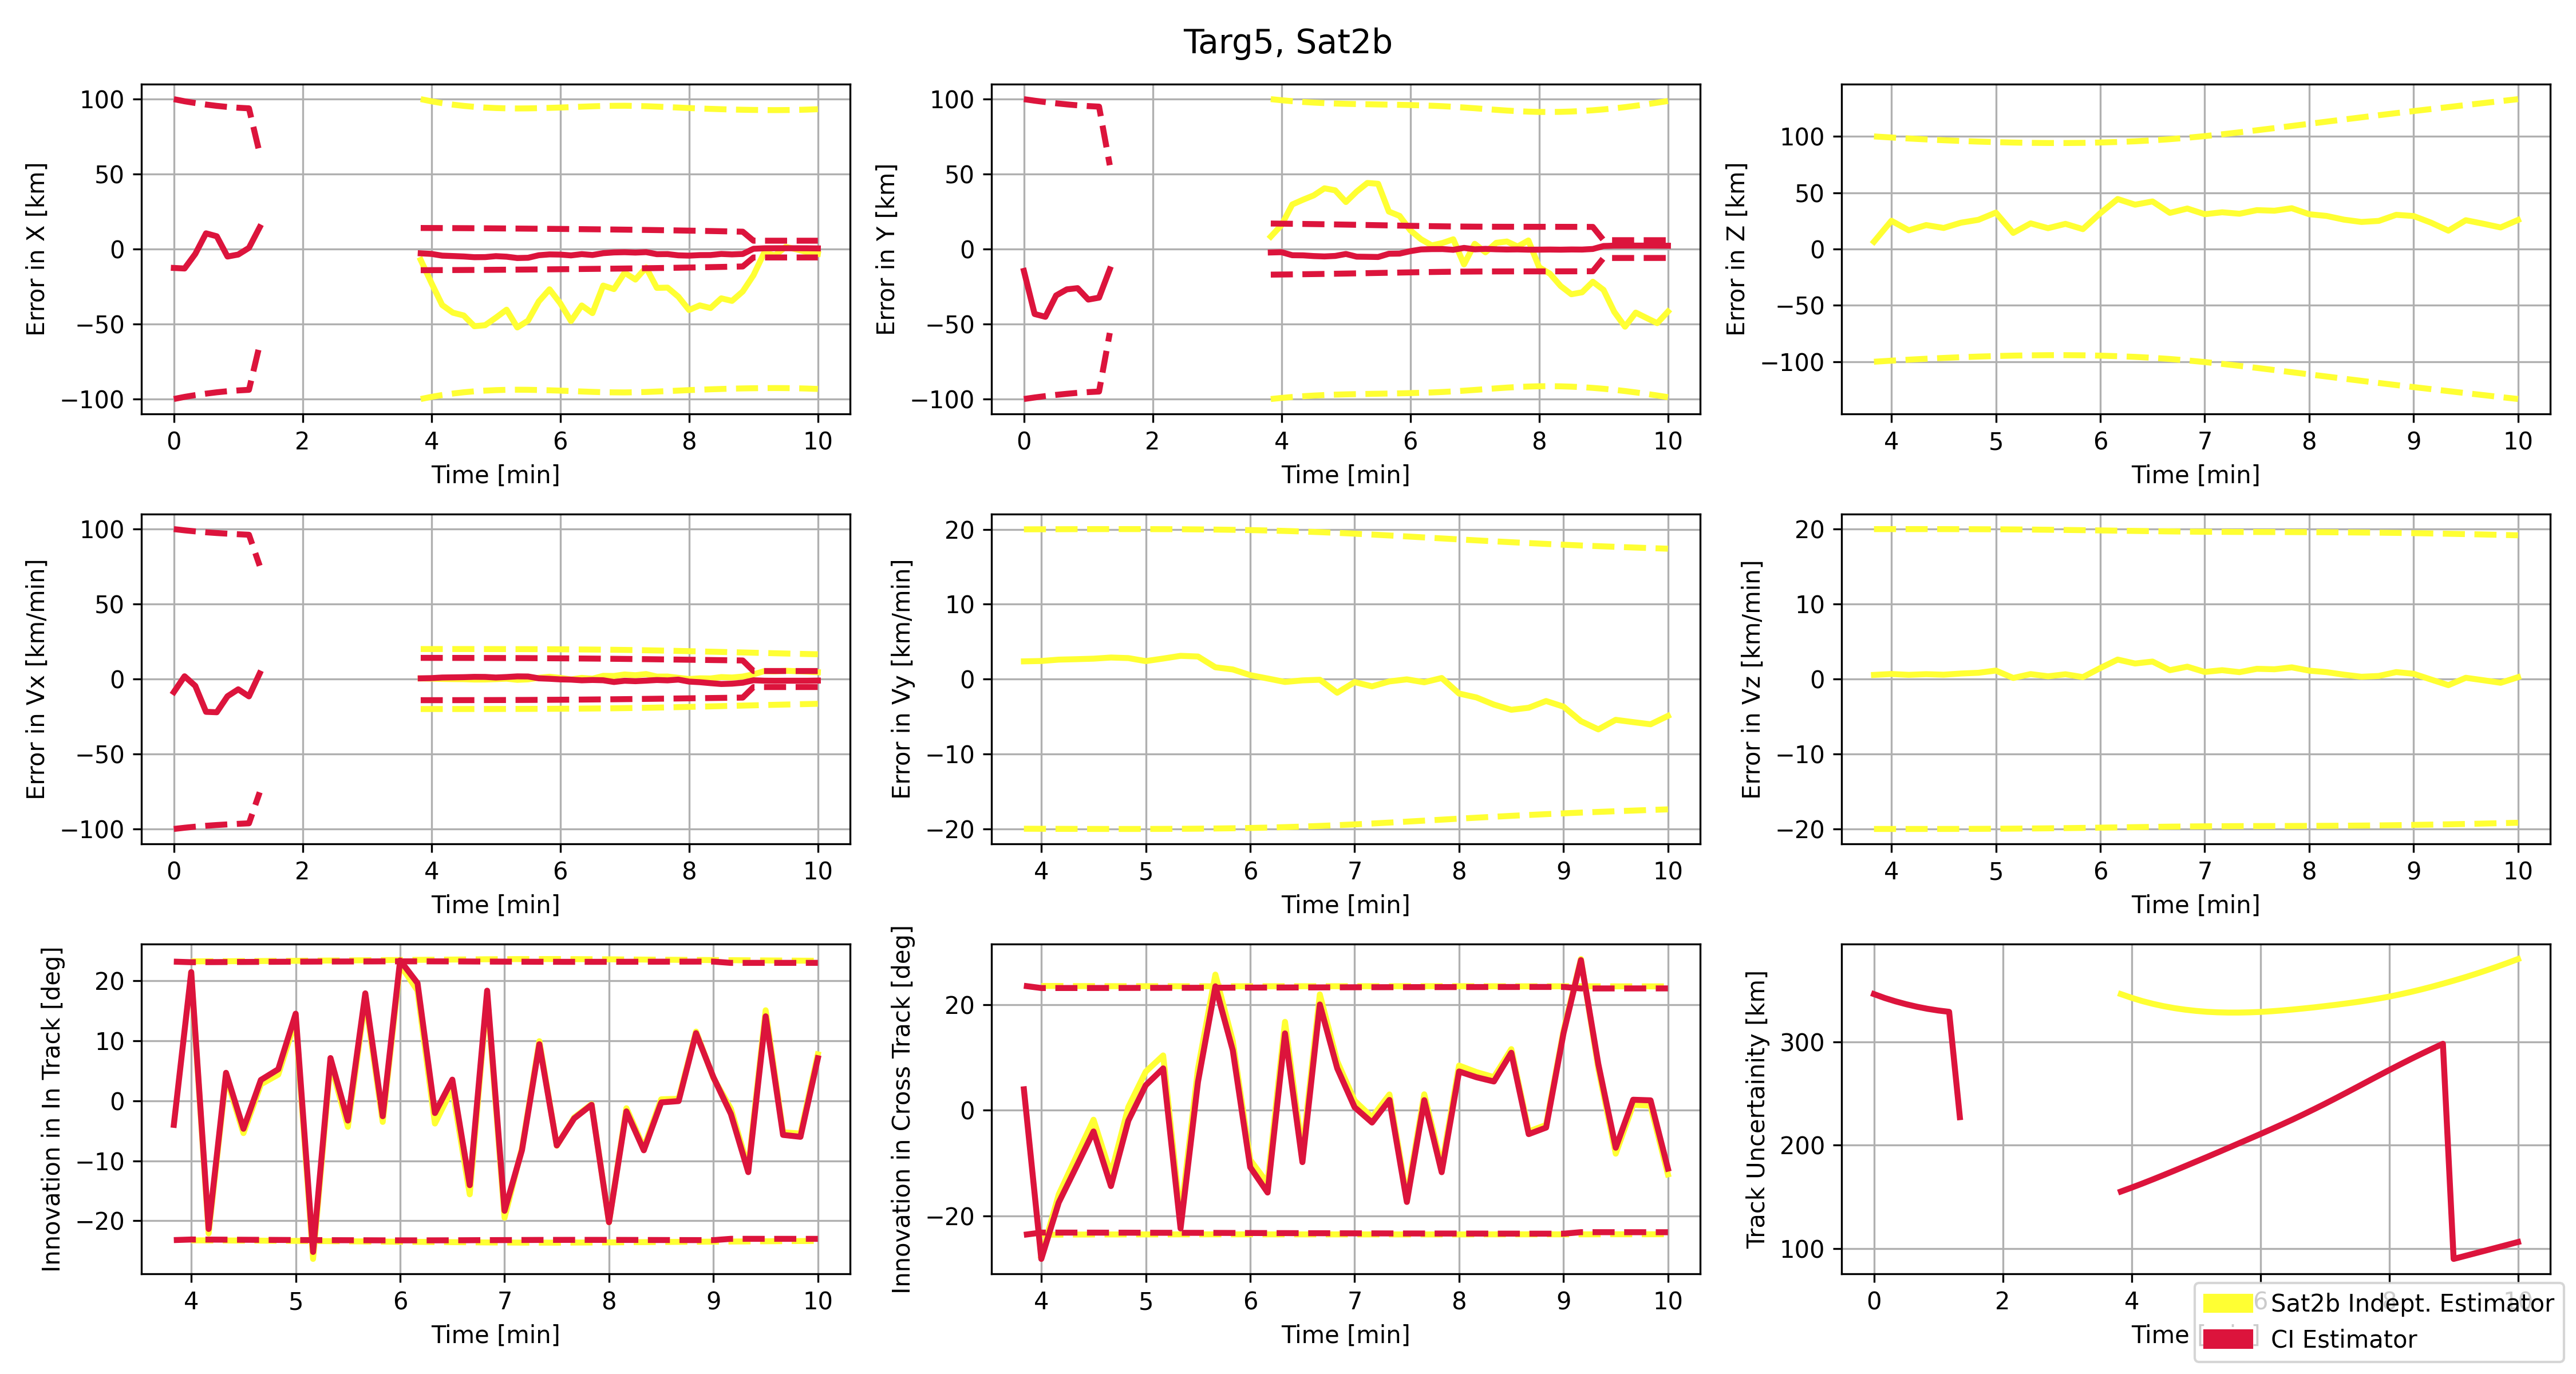 Targ5, Sat2b
Error in X [km]
100
50
0
−50
−100
0 2 4 6 8 10
Time [min]
Error in Y [km]
100
50
0
−50
−100
0 2 4 6 8 10
Time [min]
Error in Z [km]
100
50
0
−50
−100
4 5 6 7 8 9 10
Time [min]
Error in Vx [km/min]
100
50
0
−50
−100
0 2 4 6 8 10
Time [min]
Error in Vy [km/min]
20
10
0
−10
−20
4 5 6 7 8 9 10
Time [min]
Error in Vz [km/min]
20
10
0
−10
−20
4 5 6 7 8 9 10
Time [min]
Innovation in In Track [deg]
20
10
0
−10
−20
4 5 6 7 8 9 10
Time [min]
Innovation in Cross Track [deg]
20
0
−20
4 5 6 7 8 9 10
Time [min]
Track Uncertainity [km]
300
200
100
0 2 4 6 8 10
Time [min]
Sat2b Indept. Estimator
CI Estimator